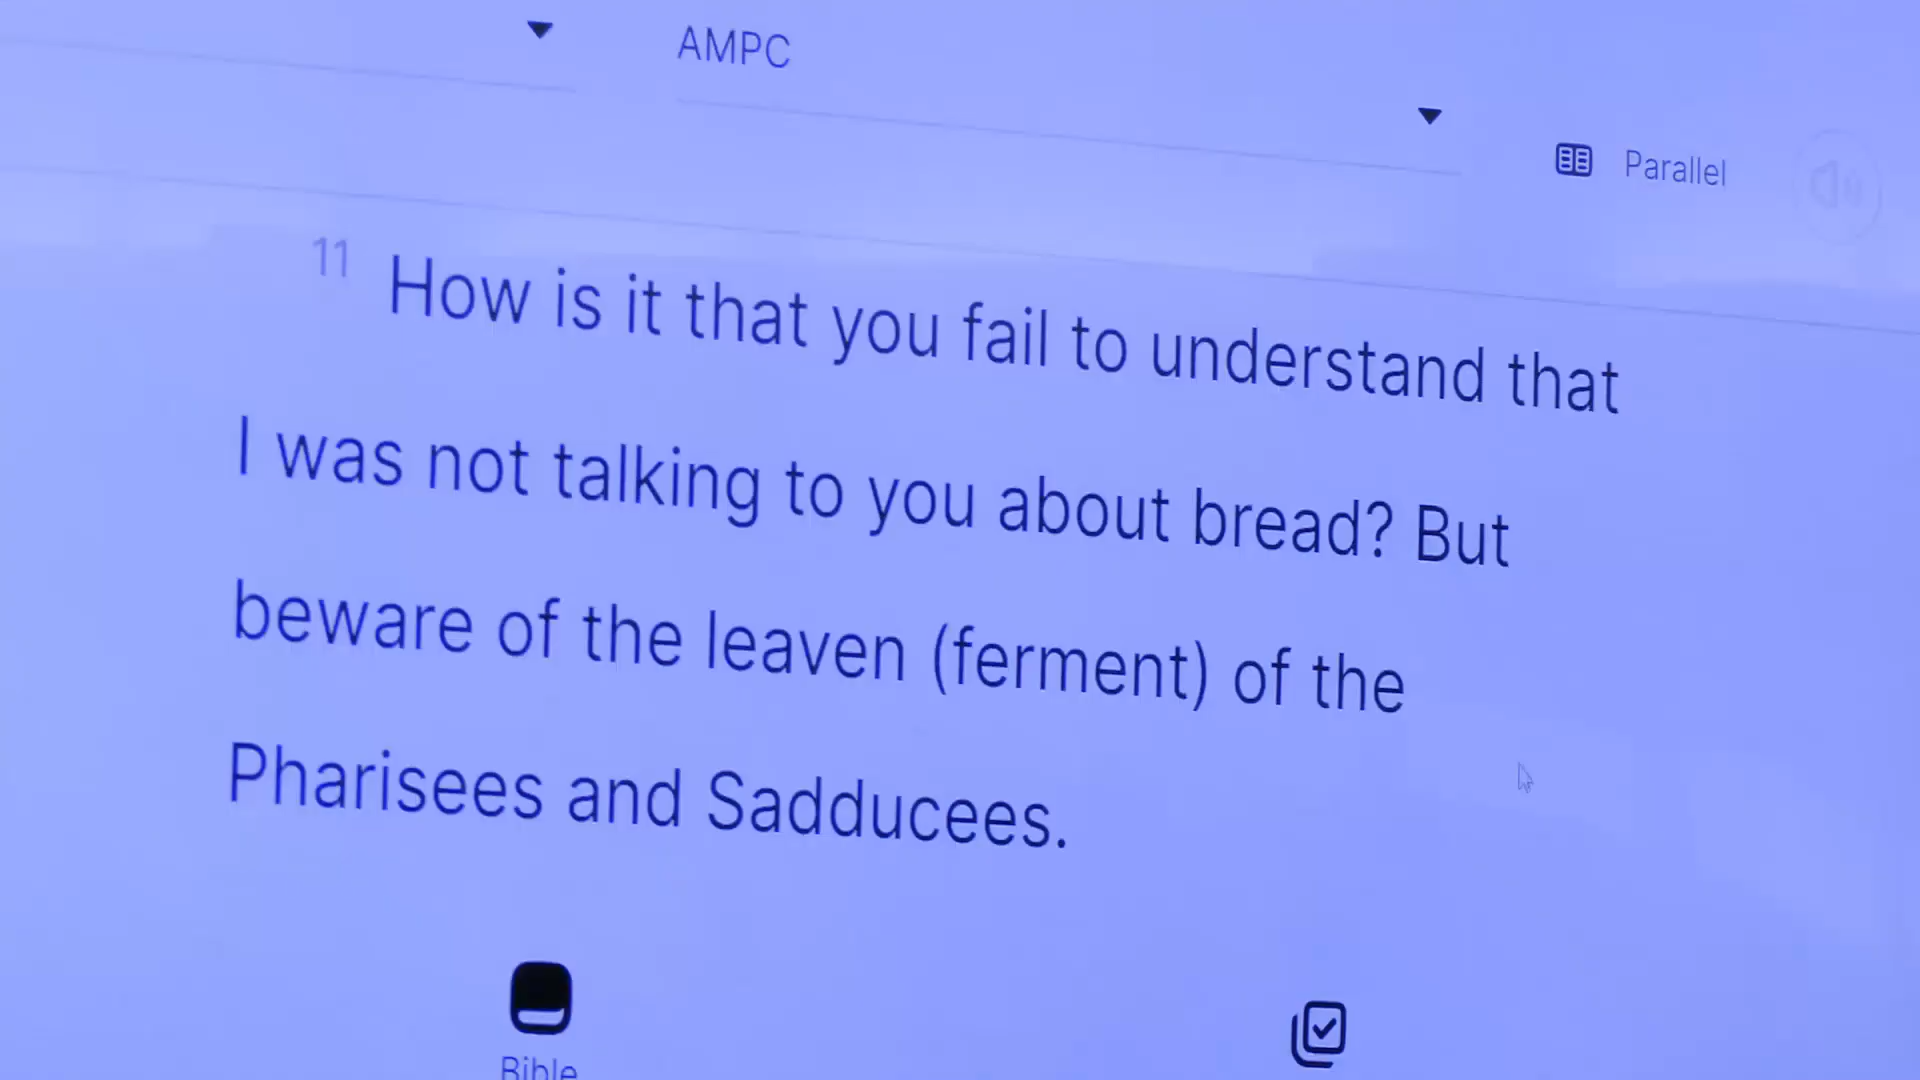 AMPC
Parallel
11 How is it that you fail to understand that
I was not talking to you about bread? But
beware of the leaven (ferment) of the
Pharisees and Sadducees.
Bible